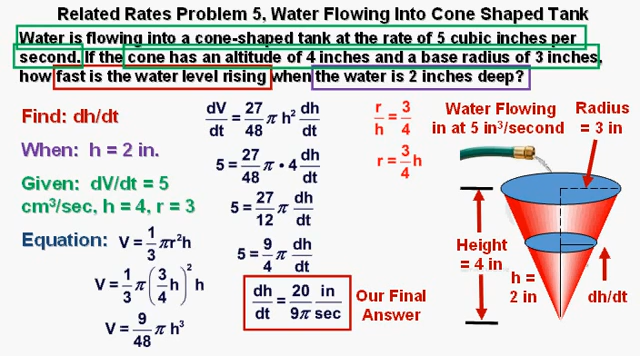 Related Rates Problem 5, Water Flowing Into Cone Shaped Tank
Water is flowing into a cone-shaped tank at the rate of 5 cubic inches per
second. If the cone has an altitude of 4 inches and a base radius of 3 inches,
how fast is the water level rising when the water is 2 inches deep?
Find: dh/dt
When: h = 2 in.
Given: dV/dt = 5
cm³/sec, h = 4, r = 3
Equation: V = 1/3 πr²h
V = 1/3 π(3/4 h)² h
V = 9/48 π h³
dV/dt = 27/48 π h² dh/dt
5 = 27/48 π • 4 dh/dt
5 = 27/12 π dh/dt
5 = 9/4 π dh/dt
dh/dt = 20/9π in/sec
Our Final
Answer
r/h = 3/4
r = 3/4 h
Water Flowing
in at 5 in³/second
Radius
= 3 in
Height
= 4 in
h =
2 in
dh/dt